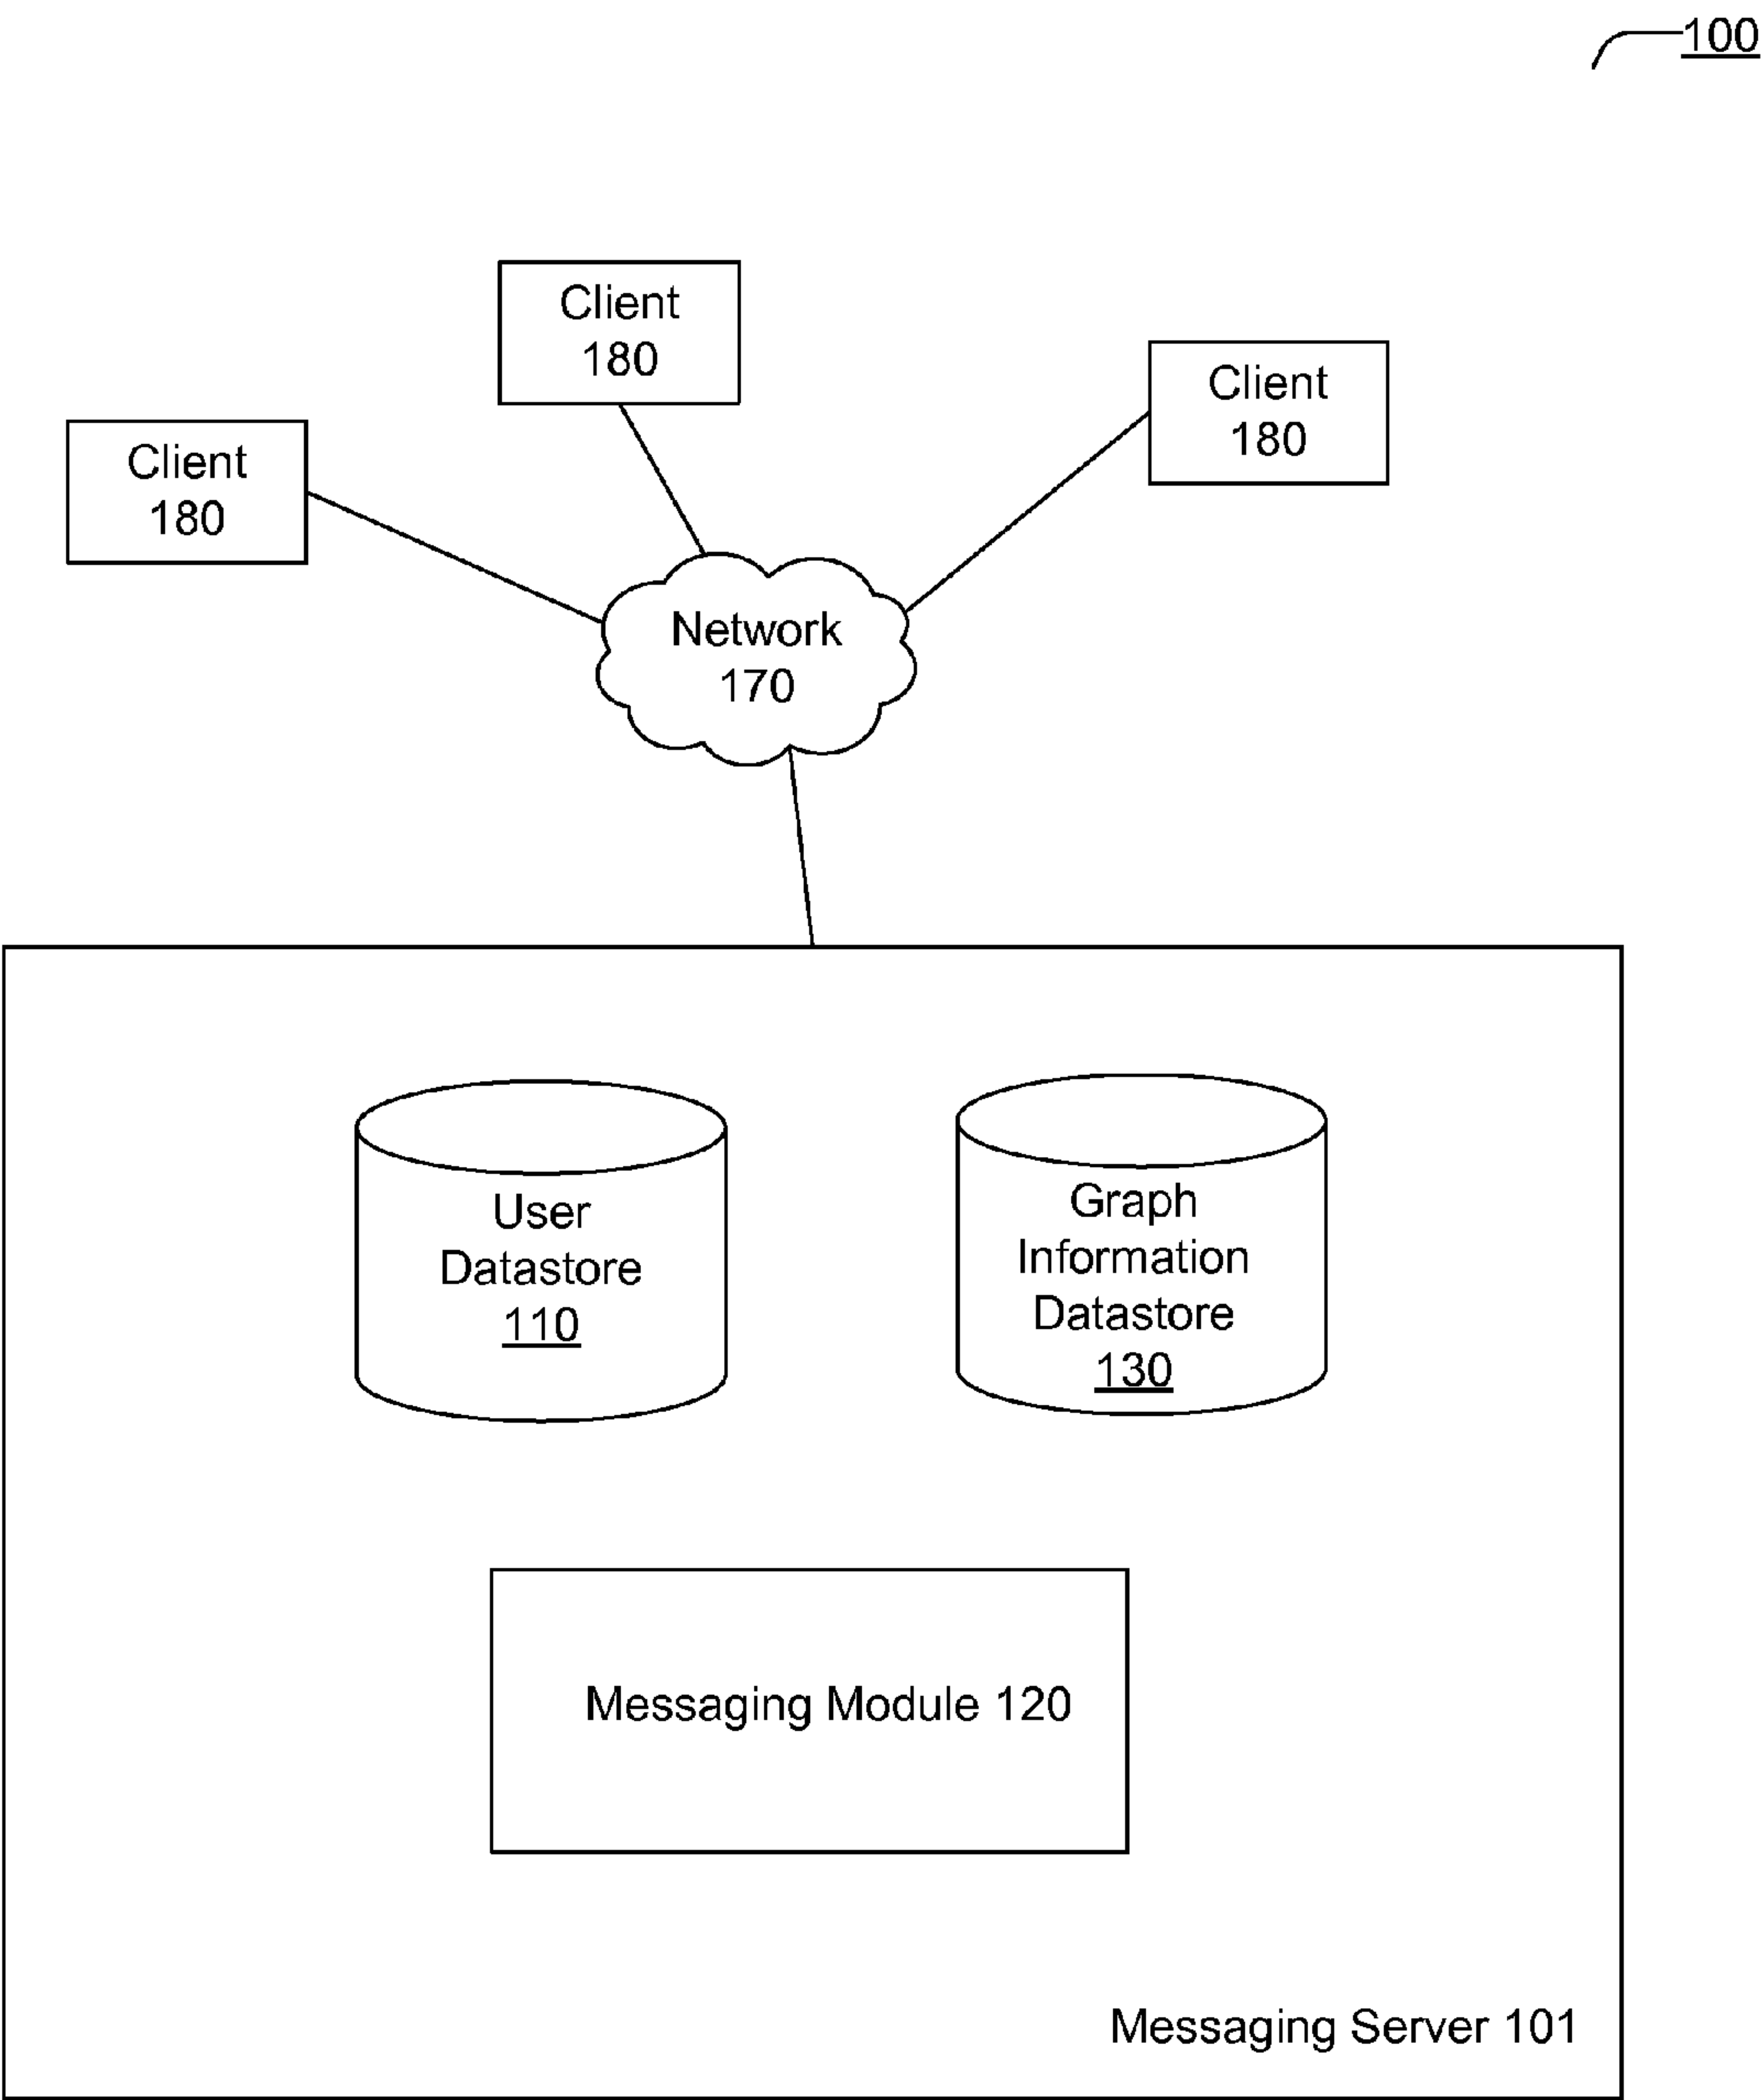 100
Client
180
Client
180
Client
180
Network
170
User
Datastore
110
Graph
Information
Datastore
130
Messaging Module 120
Messaging Server 101